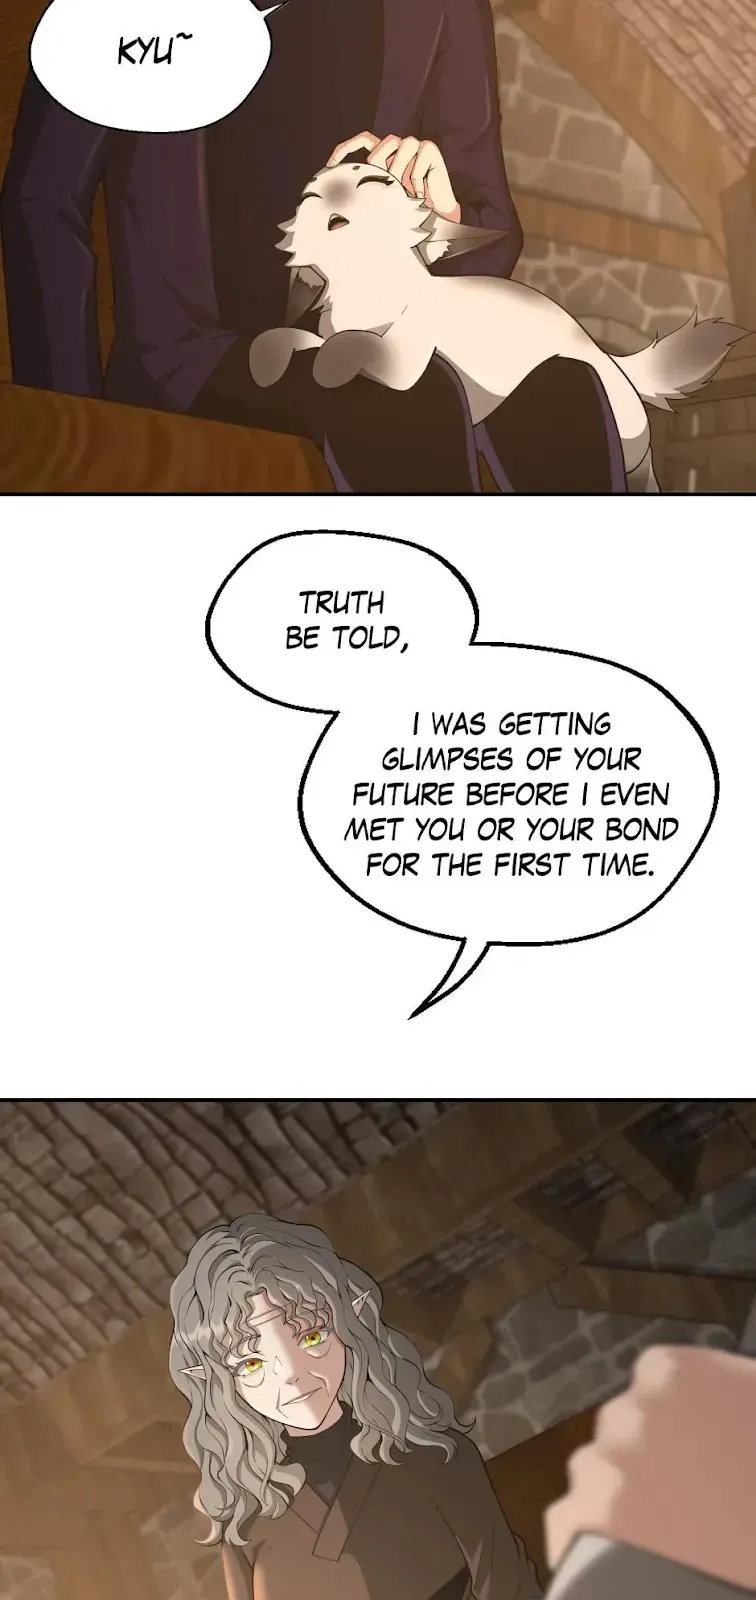 KYU~
TRUTH
BE TOLD,
I WAS GETTING
GLIMPSES OF YOUR
FUTURE BEFORE I EVEN
MET YOU OR YOUR BOND
FOR THE FIRST TIME.